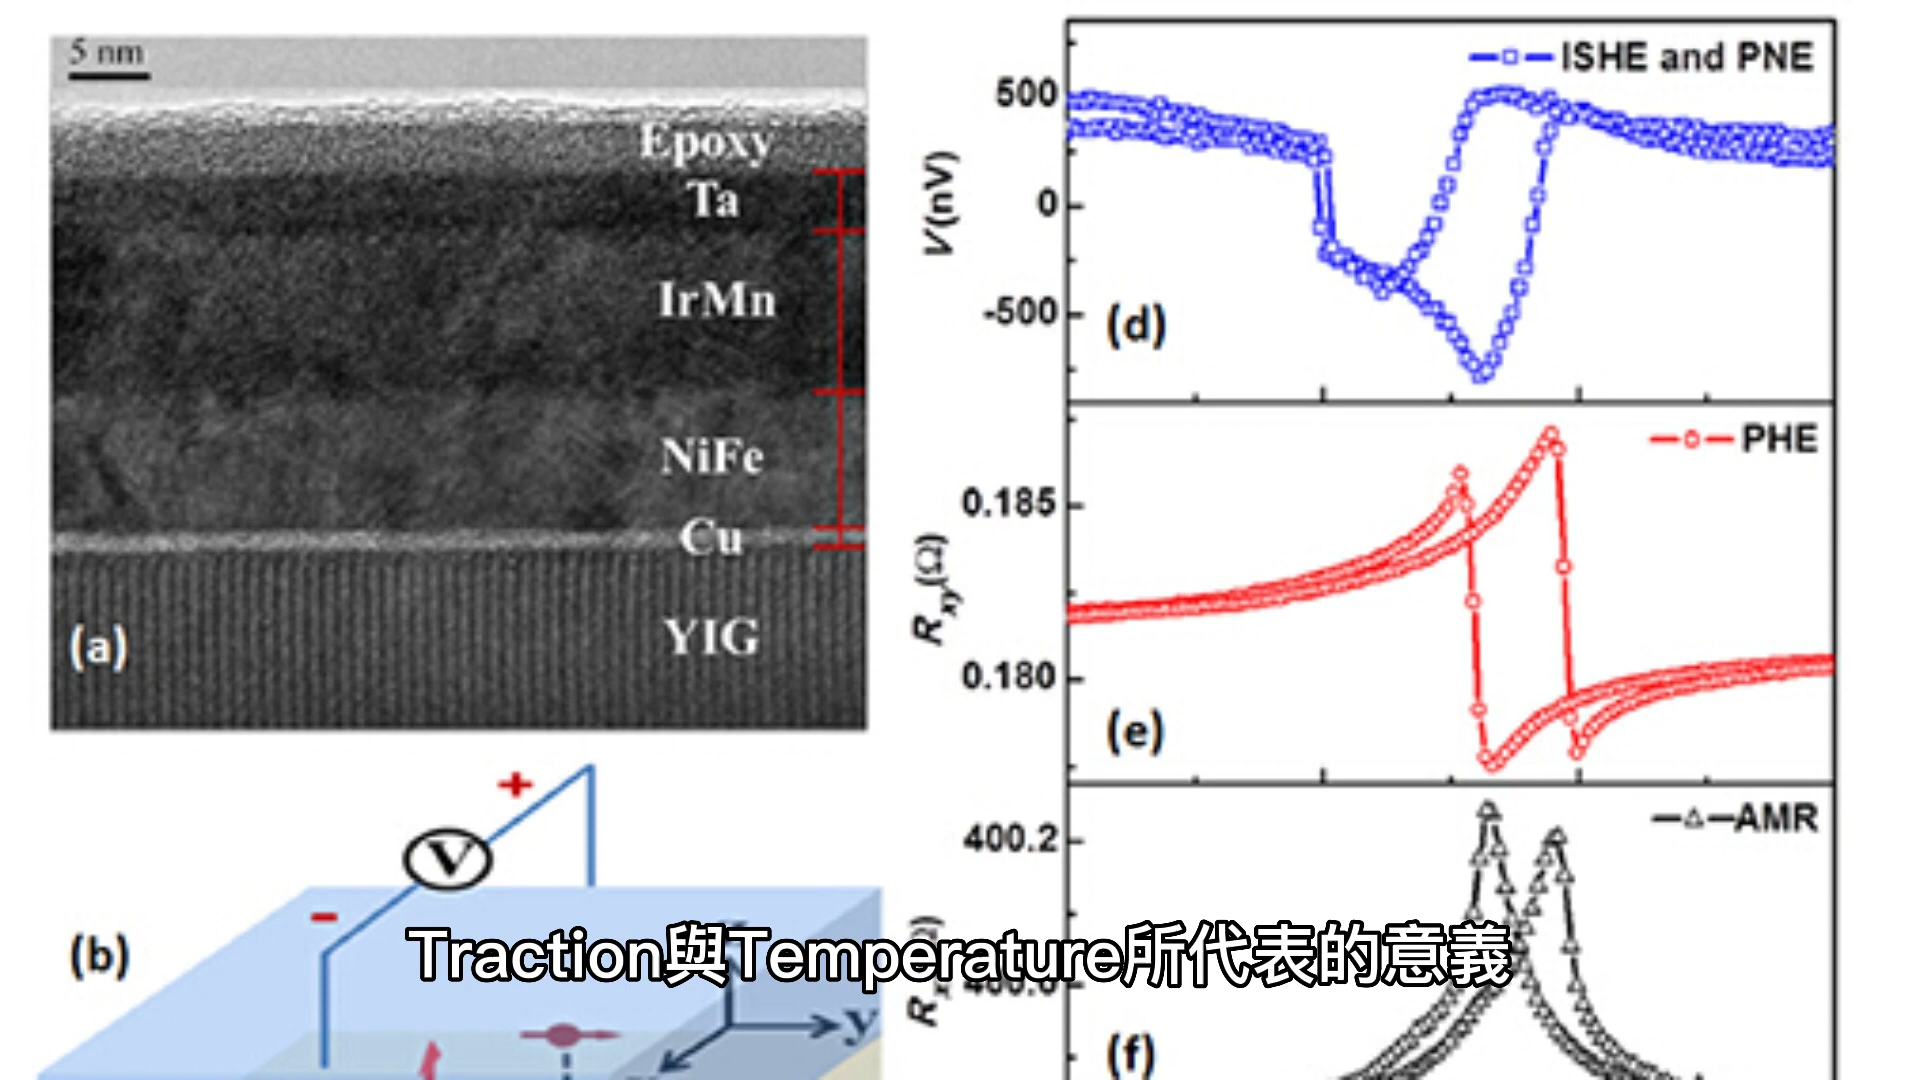 5 nm
Epoxy
Ta
IrMn
NiFe
Cu
YIG
(a)
+
V
-
(b)
y
ISHE and PNE
500
0
-500
V(nV)
(d)
PHE
0.185
0.180
Rxy(Ω)
(e)
AMR
400.2
(f)
Traction與Temperature所代表的意義